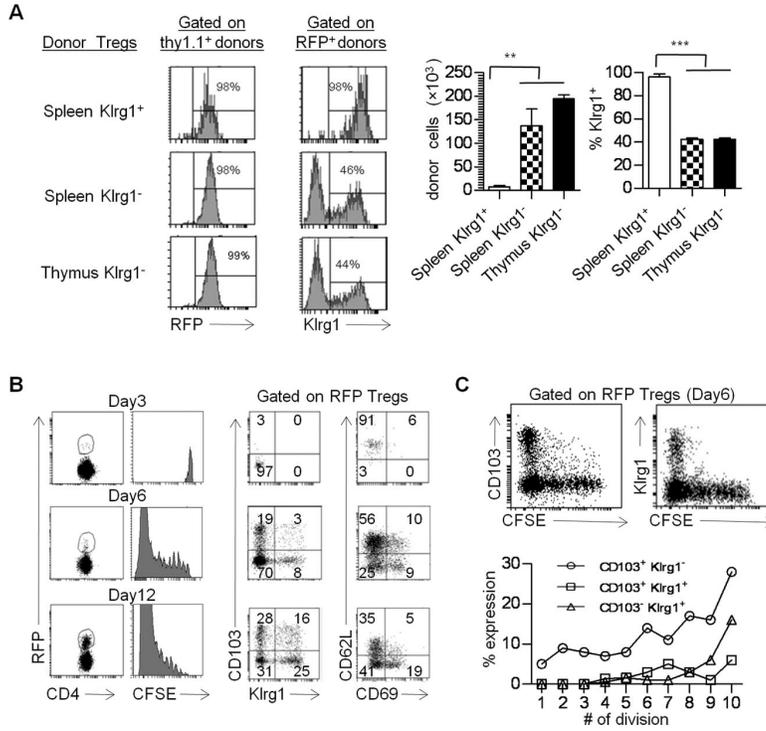 A
Donor Tregs
Gated on
thy1.1+ donors
Gated on
RFP+ donors
Spleen Klrg1+
98%
98%
Spleen Klrg1-
98%
46%
Thymus Klrg1-
99%
44%
RFP
Klrg1
donor cells (×10³)
250
200
150
100
50
0
**
Spleen Klrg1+
Spleen Klrg1-
Thymus Klrg1-
% Klrg1+
100
80
60
40
20
0
***
Spleen Klrg1+
Spleen Klrg1-
Thymus Klrg1-
B
Day3
Gated on RFP Tregs
3 0
97 0
91 6
3 0
Day6
19 3
70 8
56 10
25 9
Day12
28 16
31 25
35 5
41 19
RFP
CD4
CFSE
CD103
Klrg1
CD62L
CD69
C
Gated on RFP Tregs (Day6)
CD103
CFSE
Klrg1
CFSE
% expression
30
20
10
0
CD103+ Klrg1-
CD103+ Klrg1+
CD103- Klrg1+
1 2 3 4 5 6 7 8 9 10
# of division